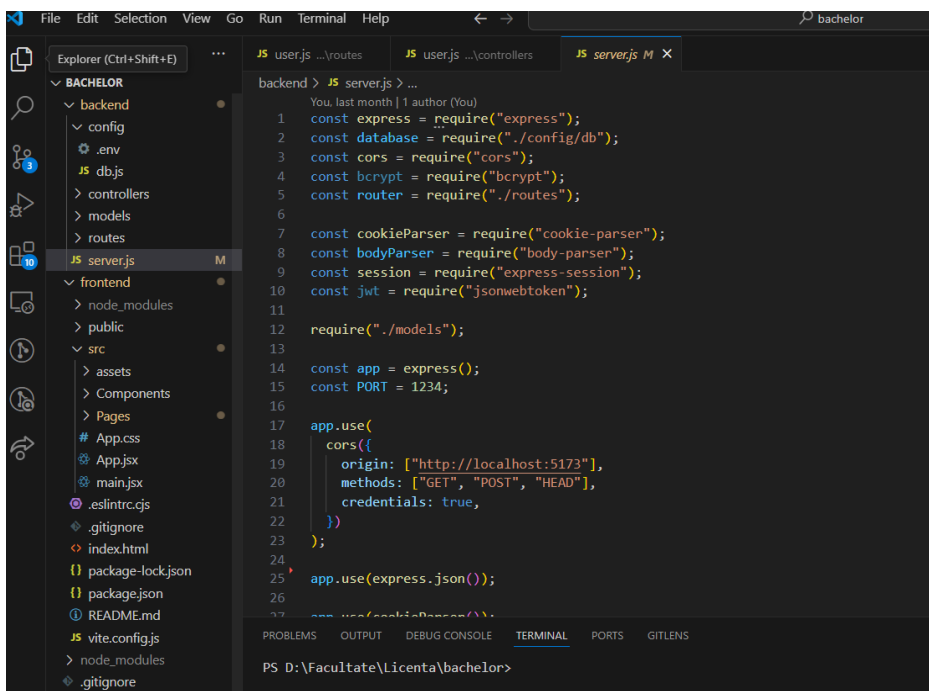 File Edit Selection View Go Run Terminal Help ← → bachelor
Explorer (Ctrl+Shift+E) ...
BACHELOR
backend
config
.env
JS db.js
controllers
models
routes
JS server.js M
frontend
node_modules
public
src
assets
Components
Pages
# App.css
App.jsx
main.jsx
.eslintrc.cjs
.gitignore
<> index.html
{} package-lock.json
{} package.json
README.md
JS vite.config.js
node_modules
.gitignore
3
10
JS user.js ...\routes JS user.js ...\controllers JS server.js M ×
backend > JS server.js > ...
You, last month | 1 author (You)
1 const express = require("express");
2 const database = require("./config/db");
3 const cors = require("cors");
4 const bcrypt = require("bcrypt");
5 const router = require("./routes");
6
7 const cookieParser = require("cookie-parser");
8 const bodyParser = require("body-parser");
9 const session = require("express-session");
10 const jwt = require("jsonwebtoken");
11
12 require("./models");
13
14 const app = express();
15 const PORT = 1234;
16
17 app.use(
18 cors({
19 origin: ["http://localhost:5173"],
20 methods: ["GET", "POST", "HEAD"],
21 credentials: true,
22 })
23 );
24
25 app.use(express.json());
26
27 app.use(cookieParser());
PROBLEMS OUTPUT DEBUG CONSOLE TERMINAL PORTS GITLENS
PS D:\Facultate\Licenta\bachelor>